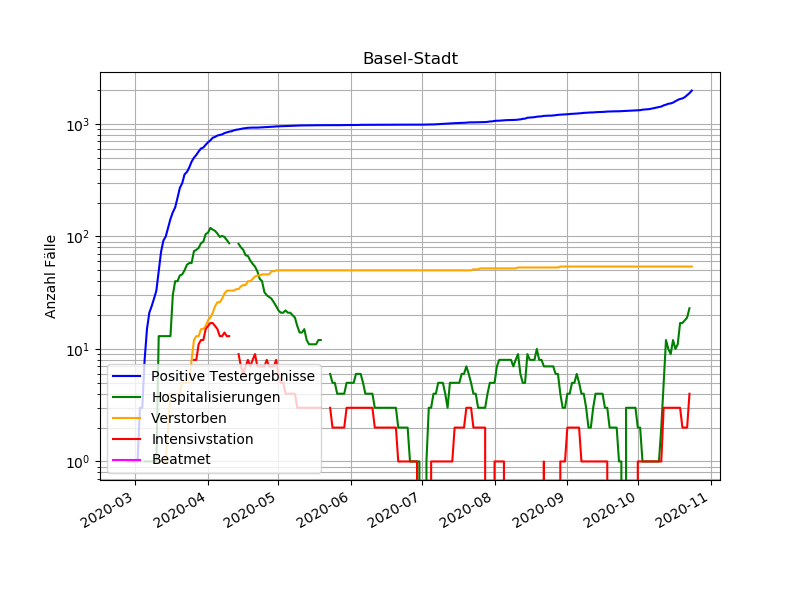 Basel-Stadt
Anzahl Fälle
10³
10²
10¹
10⁰
Positive Testergebnisse
Hospitalisierungen
Verstorben
Intensivstation
Beatmet
2020-03
2020-04
2020-05
2020-06
2020-07
2020-08
2020-09
2020-10
2020-11